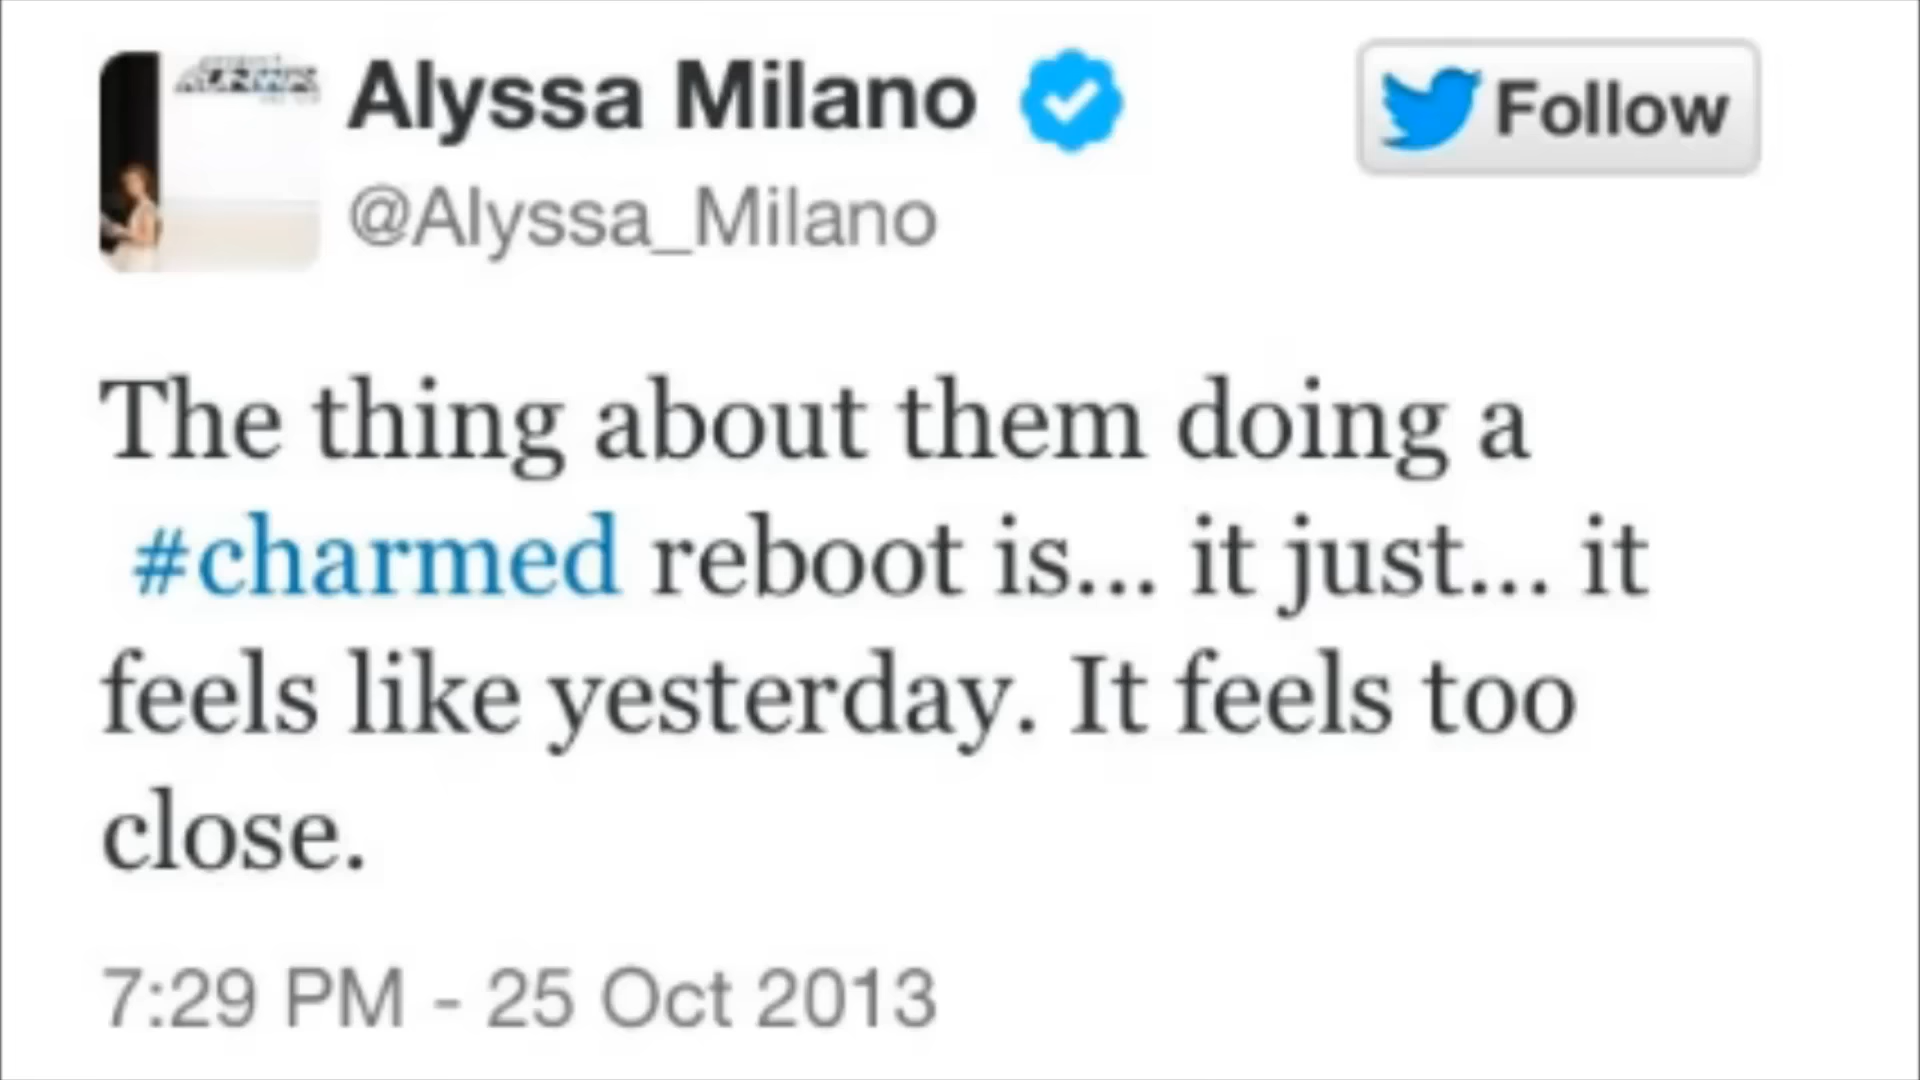 Alyssa Milano
Follow
@Alyssa_Milano
The thing about them doing a
#charmed reboot is... it just... it
feels like yesterday. It feels too
close.
7:29 PM - 25 Oct 2013